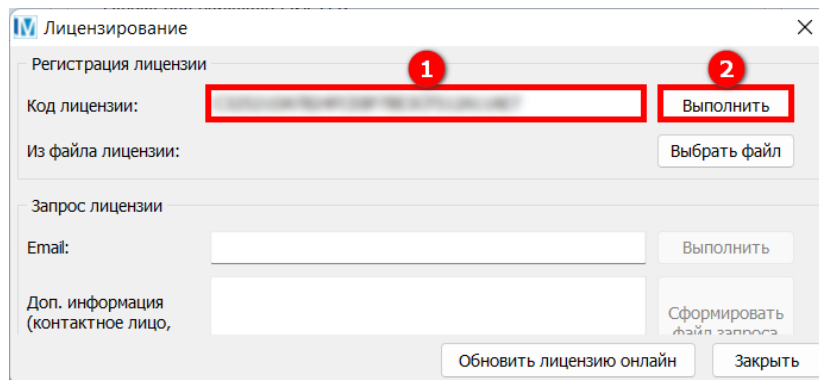 Лицензирование
Регистрация лицензии
1
2
Код лицензии:
Выполнить
Из файла лицензии:
Выбрать файл
Запрос лицензии
Email:
Выполнить
Доп. информация
(контактное лицо,
Сформировать
файл запроса
Обновить лицензию онлайн
Закрыть